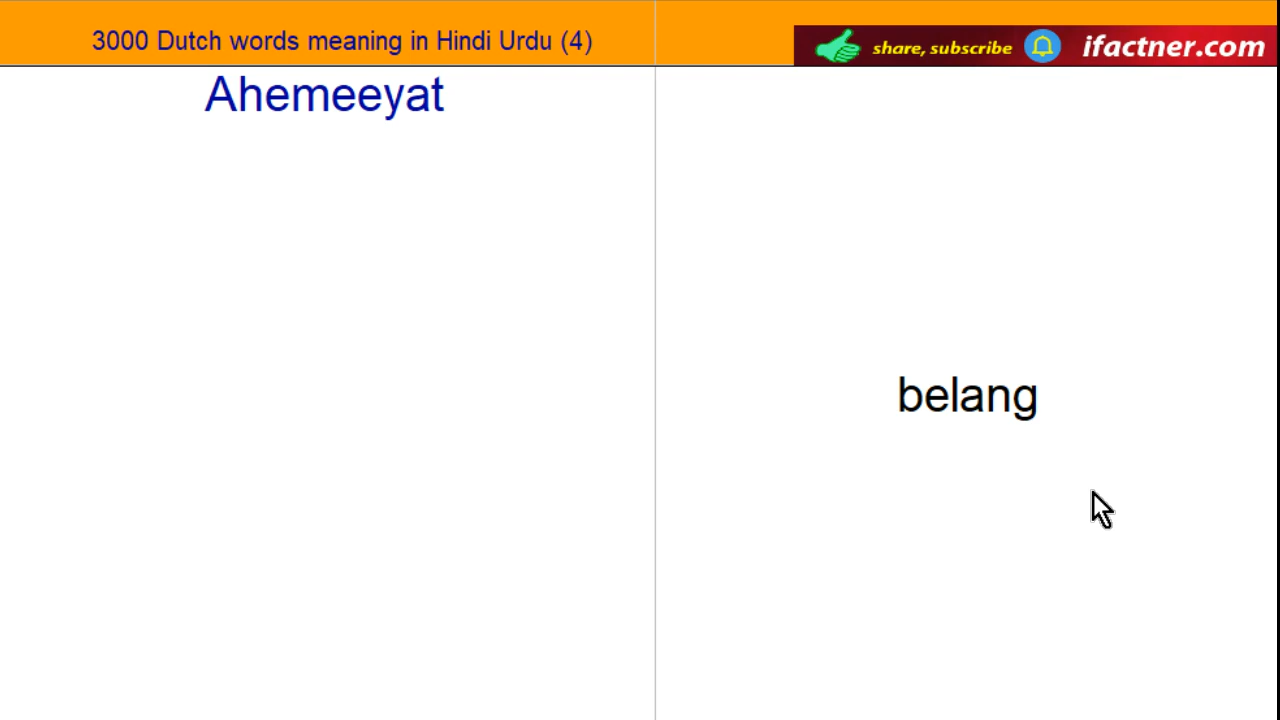 3000 Dutch words meaning in Hindi Urdu (4)
share, subscribe
ifactner.com
Ahemeeyat
belang